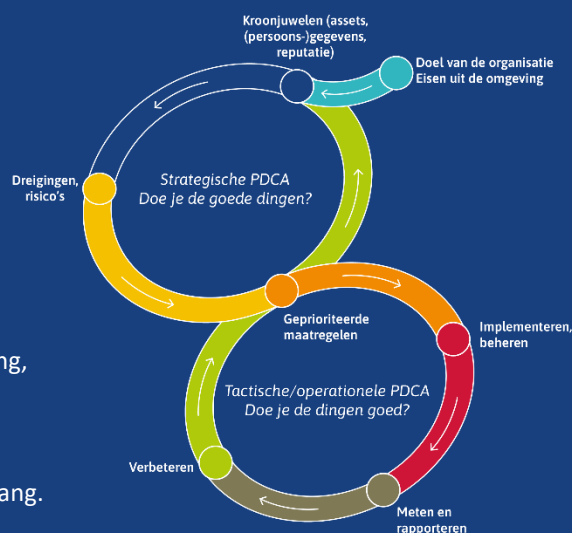 Kroonjuwelen (assets,
(persoons-)gegevens,
reputatie)
Doel van de organisatie
Eisen uit de omgeving
Dreigingen,
risico's
Strategische PDCA
Doe je de goede dingen?
Geprioriteerde
maatregelen
Implementeren,
beheren
ng,
Tactische/operationele PDCA
Doe je de dingen goed?
Verbeteren
ang.
Meten en
rapporteren